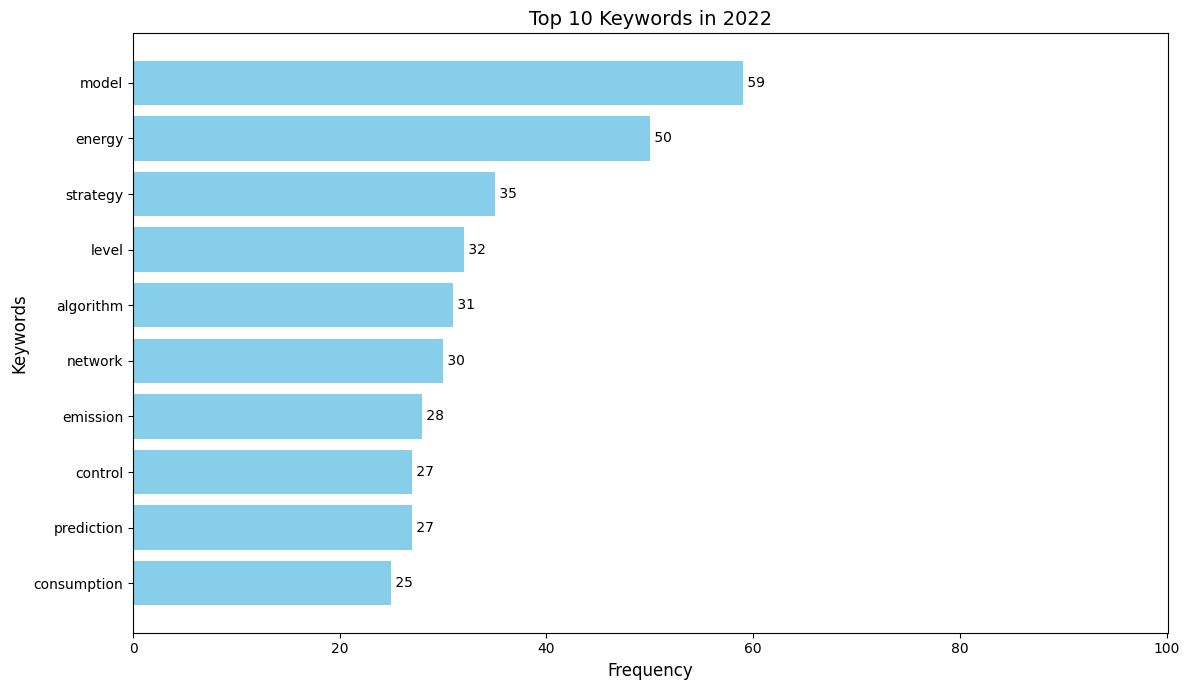 Top 10 Keywords in 2022
Keywords
model 59
energy 50
strategy 35
level 32
algorithm 31
network 30
emission 28
control 27
prediction 27
consumption 25
0 20 40 60 80 100
Frequency